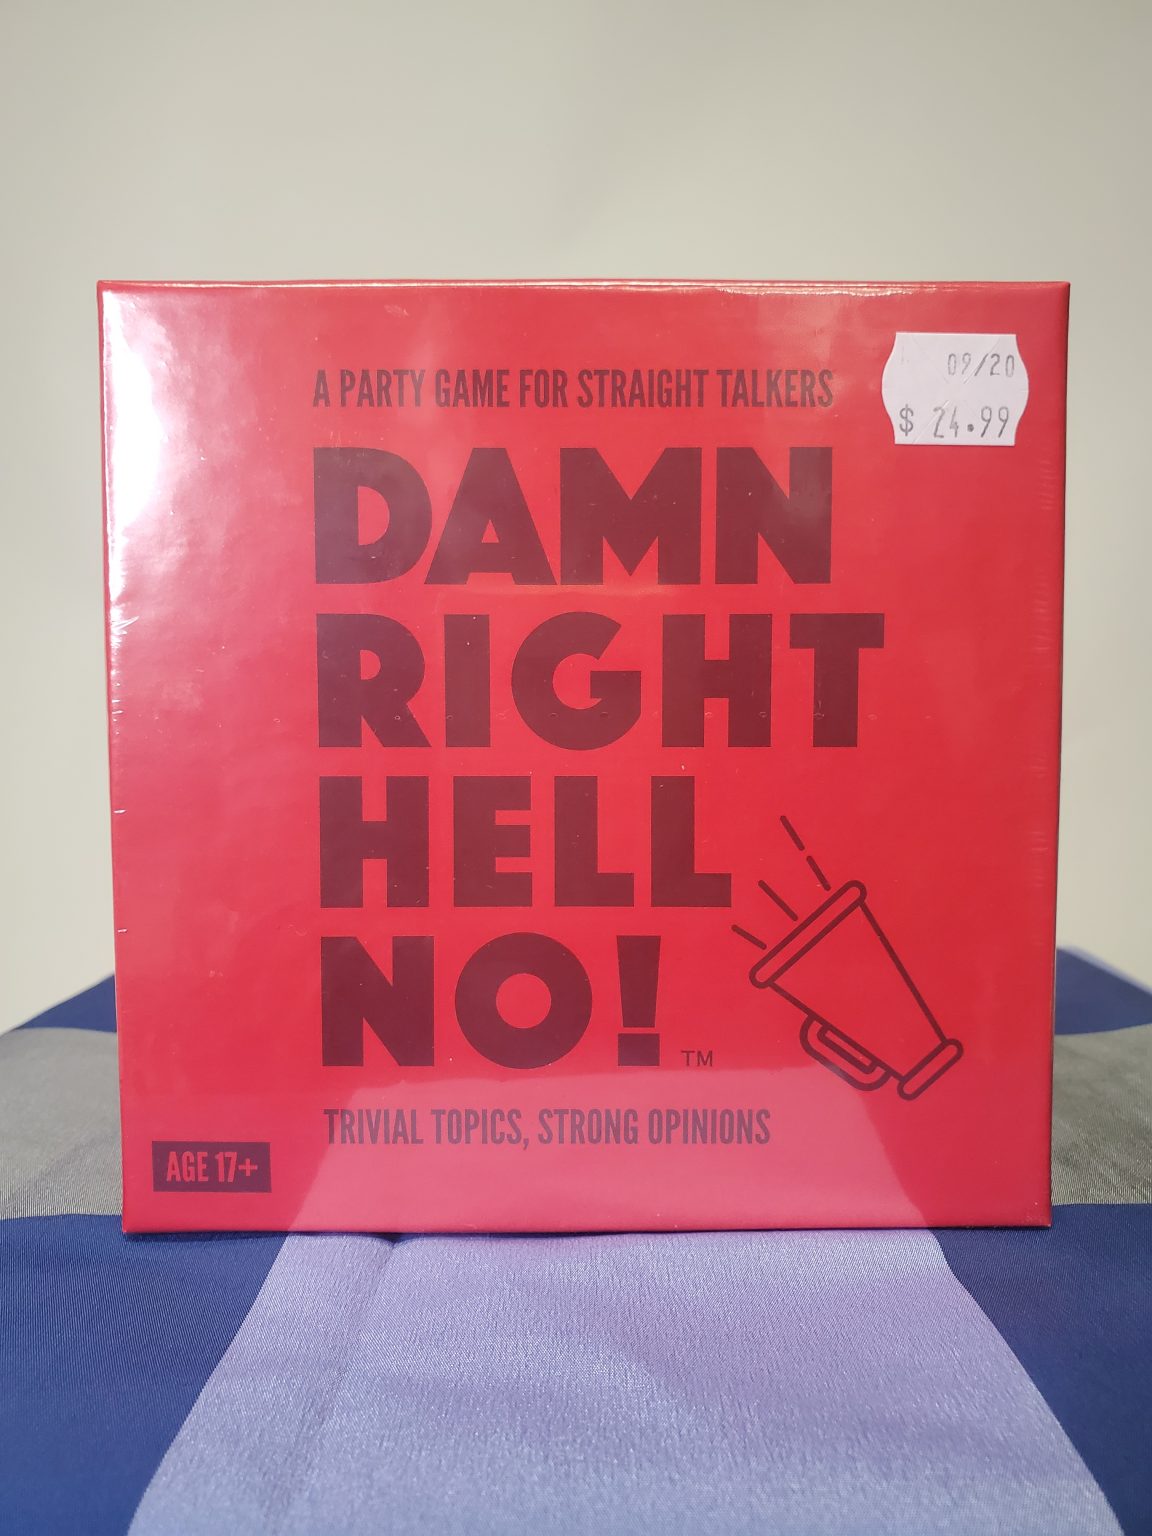 A PARTY GAME FOR STRAIGHT TALKERS
09/20
$ 24.99
DAMN
RIGHT
HELL
NO!™
TRIVIAL TOPICS, STRONG OPINIONS
AGE 17+